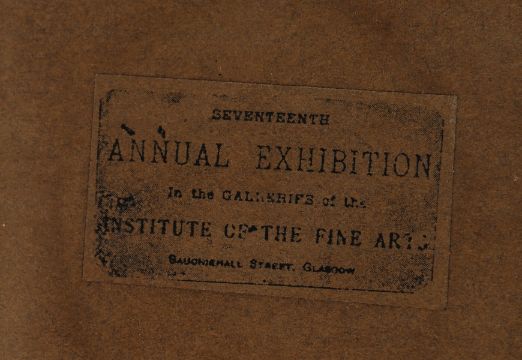 SEVENTEENTH
ANNUAL EXHIBITION
In the GALLERIES of the
INSTITUTE OF THE FINE ARTS.
SAUCHIEHALL STREET, GLASGOW